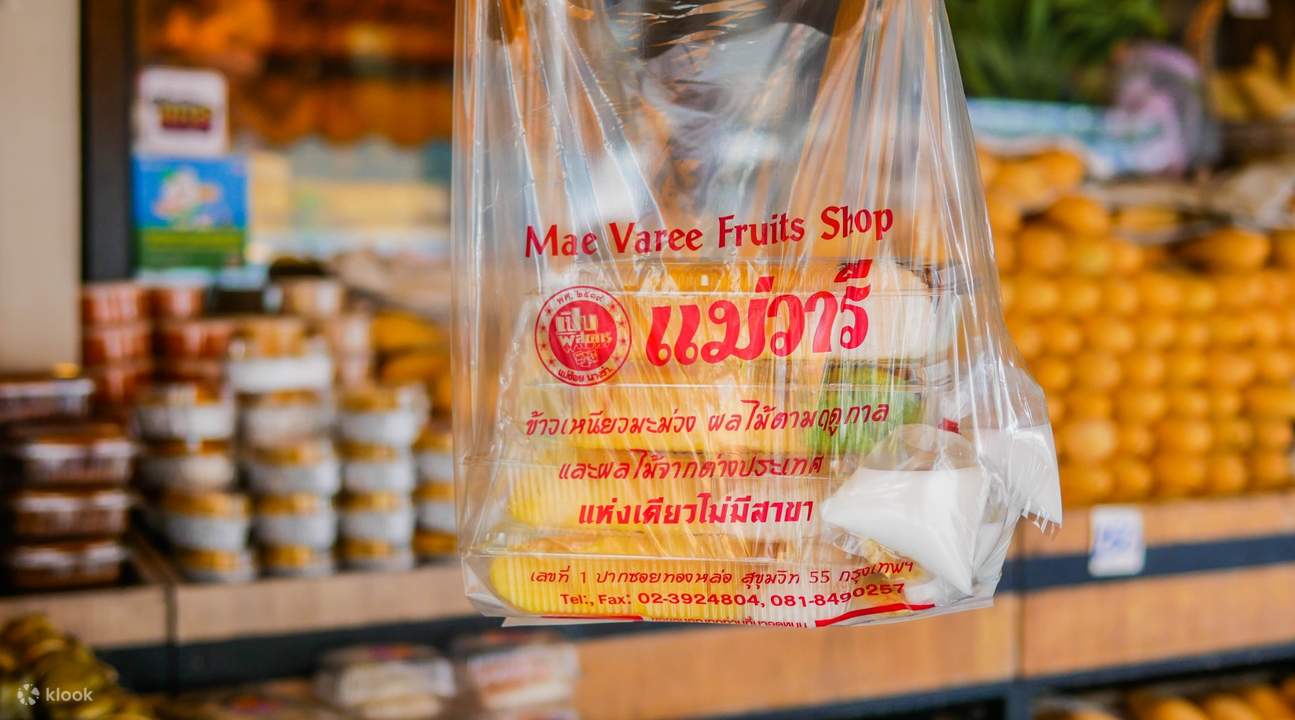 Mae Varee Fruits Shop
แม่วารี
ข้าวเหนียวมะม่วง ผลไม้ตามฤดูกาล
และผลไม้จากต่างประเทศ
แห่งเดียวไม่มีสาขา
เลขที่ 1 ปากซอยทองหล่อ สุขุมวิท 55 กรุงเทพฯ
Tel:, Fax: 02-3924804, 081-8490257
klook